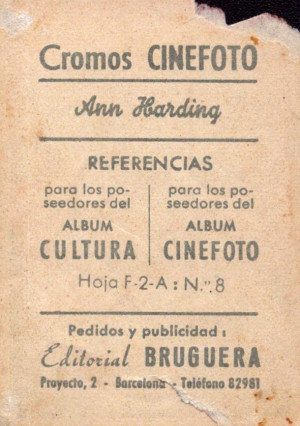 Cromos CINEFOTO
Ann Harding
REFERENCIAS
para los po- para los po-
seedores del seedores del
ALBUM ALBUM
CULTURA CINEFOTO
Hoja F-2-A: N.º 8
Pedidos y publicidad:
Editorial BRUGUERA
Proyecto, 2 - Barcelona - Teléfono 82981